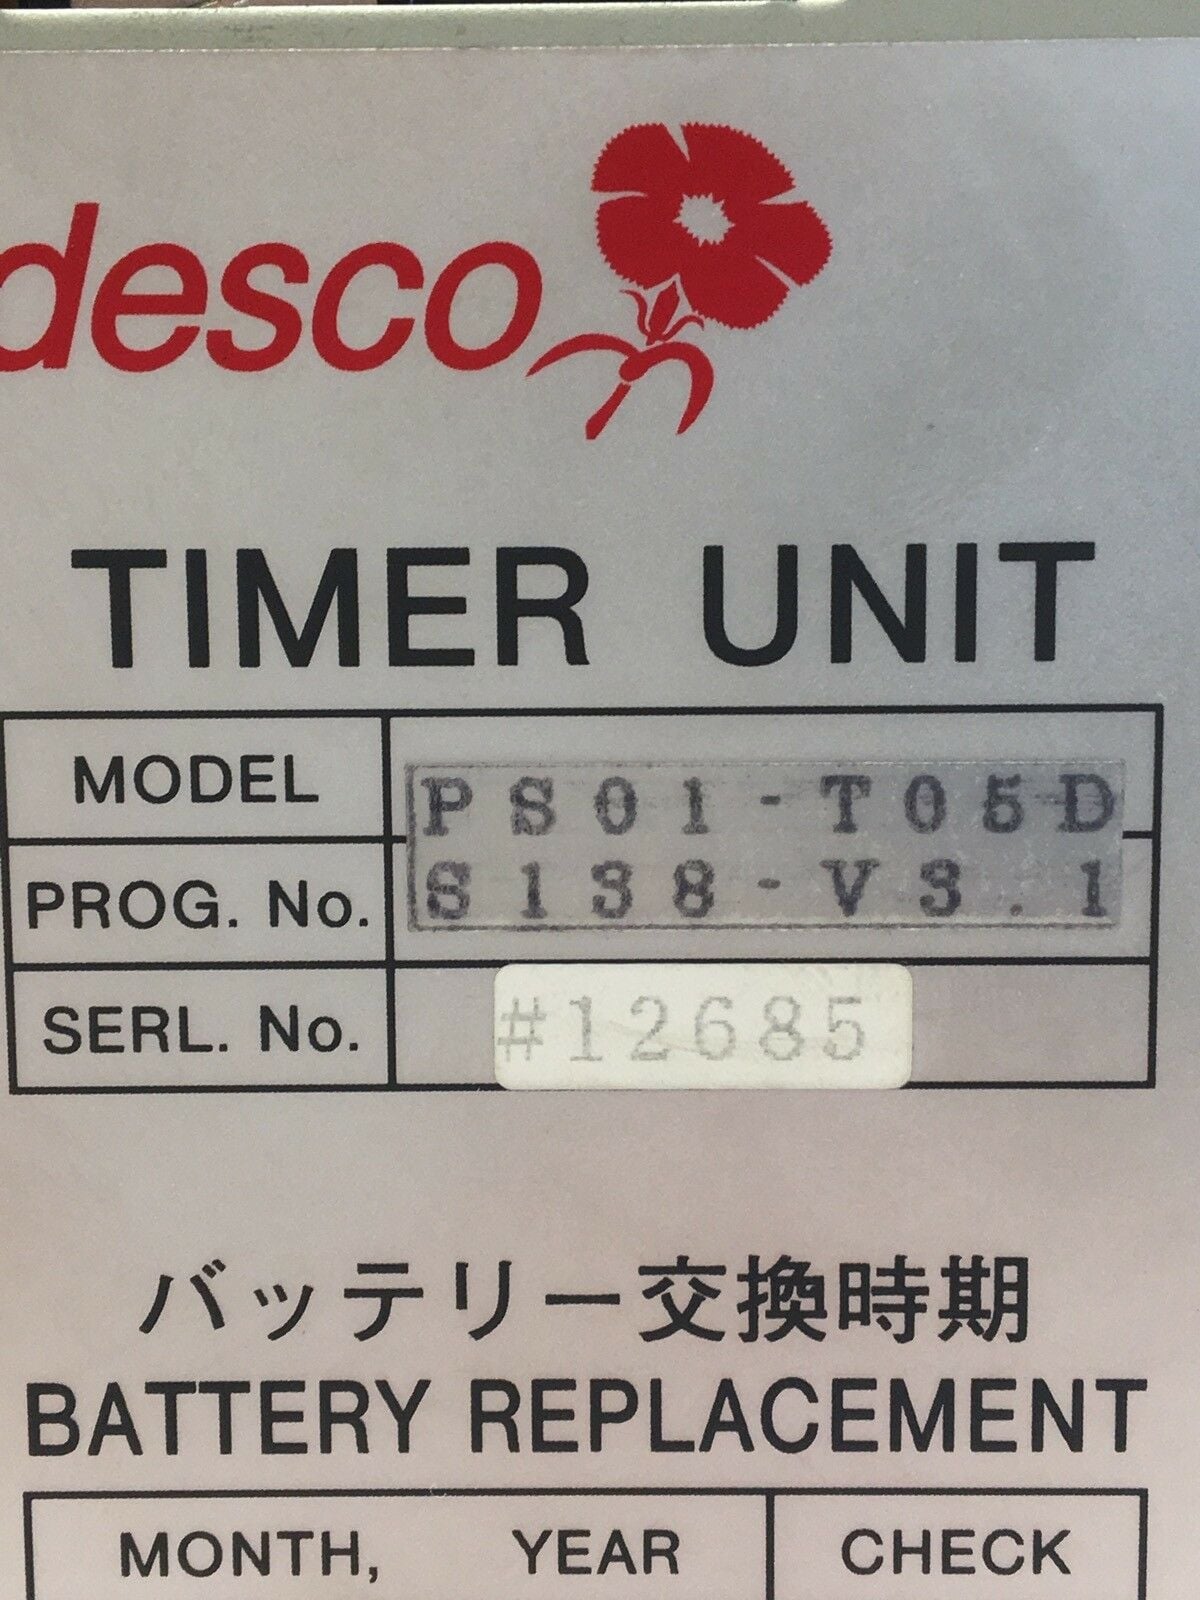 desco
TIMER UNIT
MODEL PS01-T05D
PROG. No. S138-V3.1
SERL. No. #12685
バッテリー交換時期
BATTERY REPLACEMENT
MONTH, YEAR CHECK